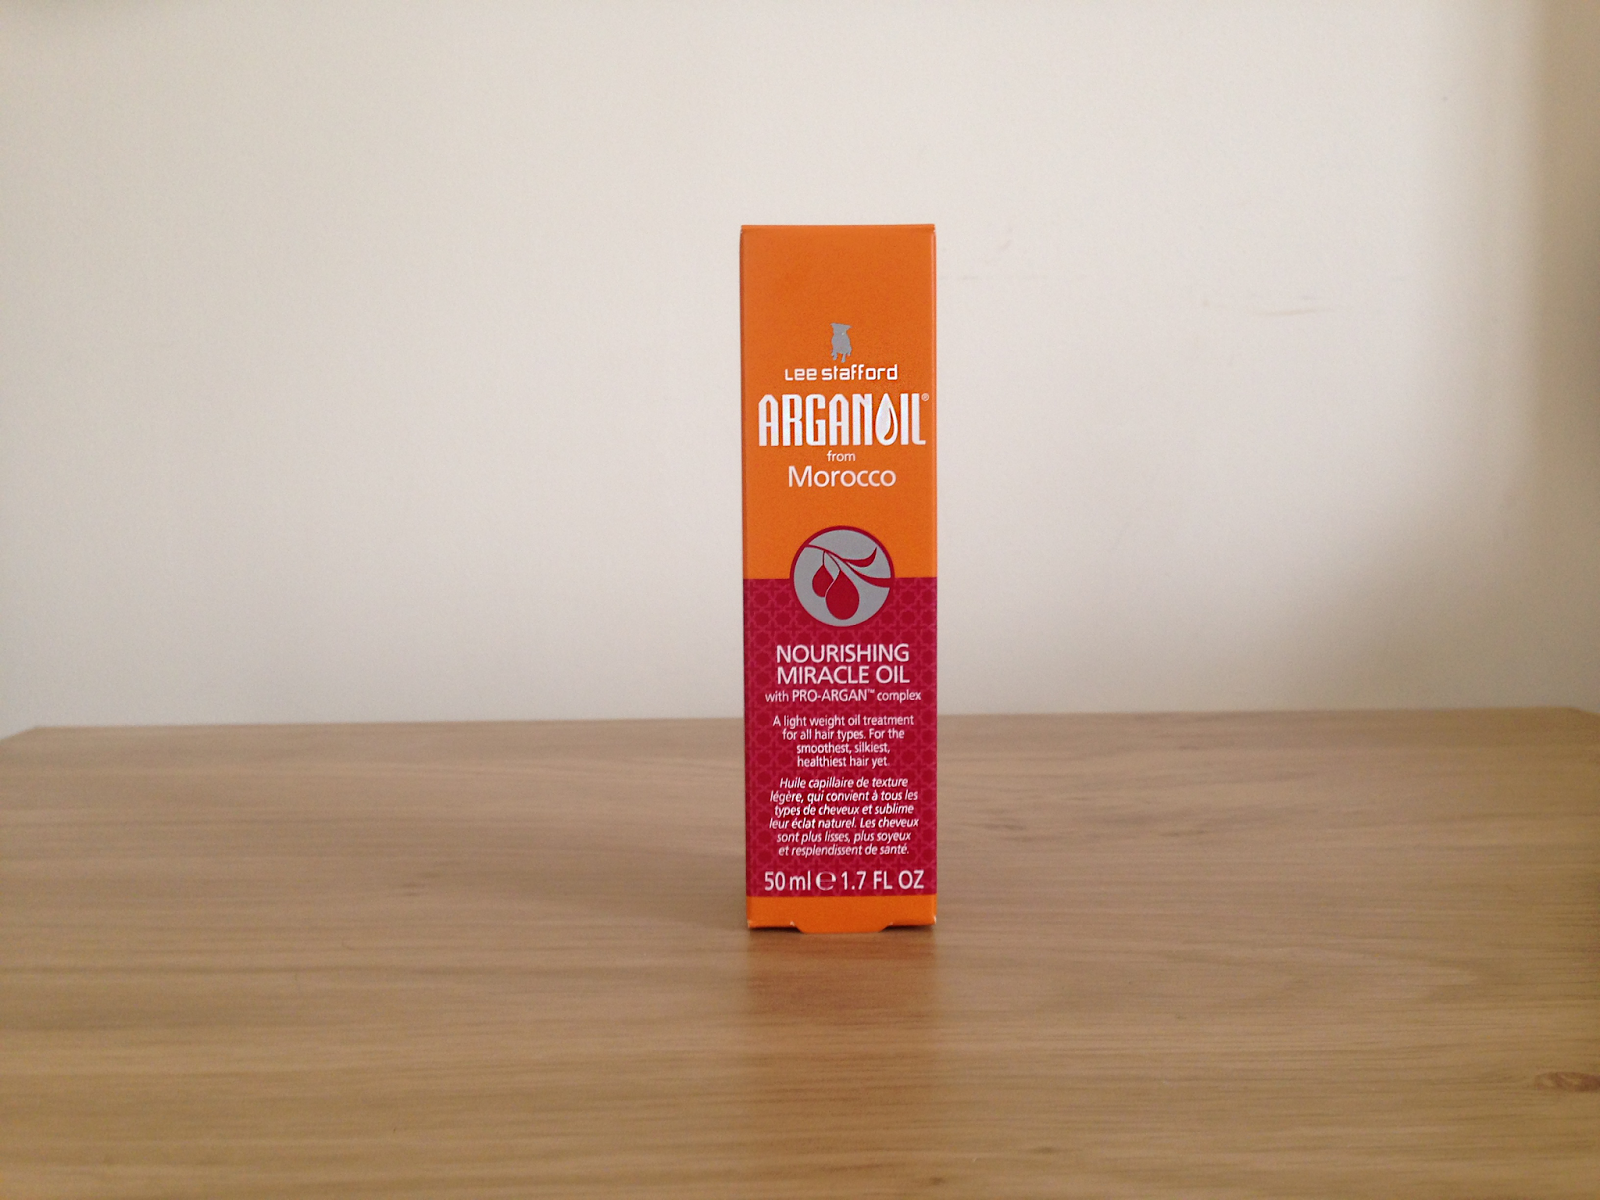 Lee Stafford
ARGANOIL®
from
Morocco
NOURISHING
MIRACLE OIL
with PRO-ARGAN™ complex
A light weight oil treatment
for all hair types. For the
smoothest, silkiest,
healthiest hair yet.
Huile capillaire de texture
légère, qui convient à tous les
types de cheveux et sublime
leur éclat naturel. Les cheveux
sont plus lisses, plus soyeux
et resplendissent de santé.
50 ml ℮ 1.7 FL OZ